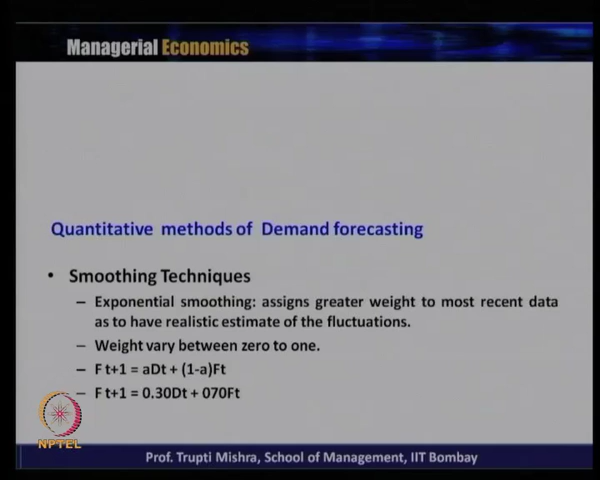 Managerial Economics
Quantitative methods of Demand forecasting
• Smoothing Techniques
– Exponential smoothing: assigns greater weight to most recent data
as to have realistic estimate of the fluctuations.
– Weight vary between zero to one.
– F t+1 = aDt + (1-a)Ft
– F t+1 = 0.30Dt + 070Ft
NPTEL
Prof. Trupti Mishra, School of Management, IIT Bombay